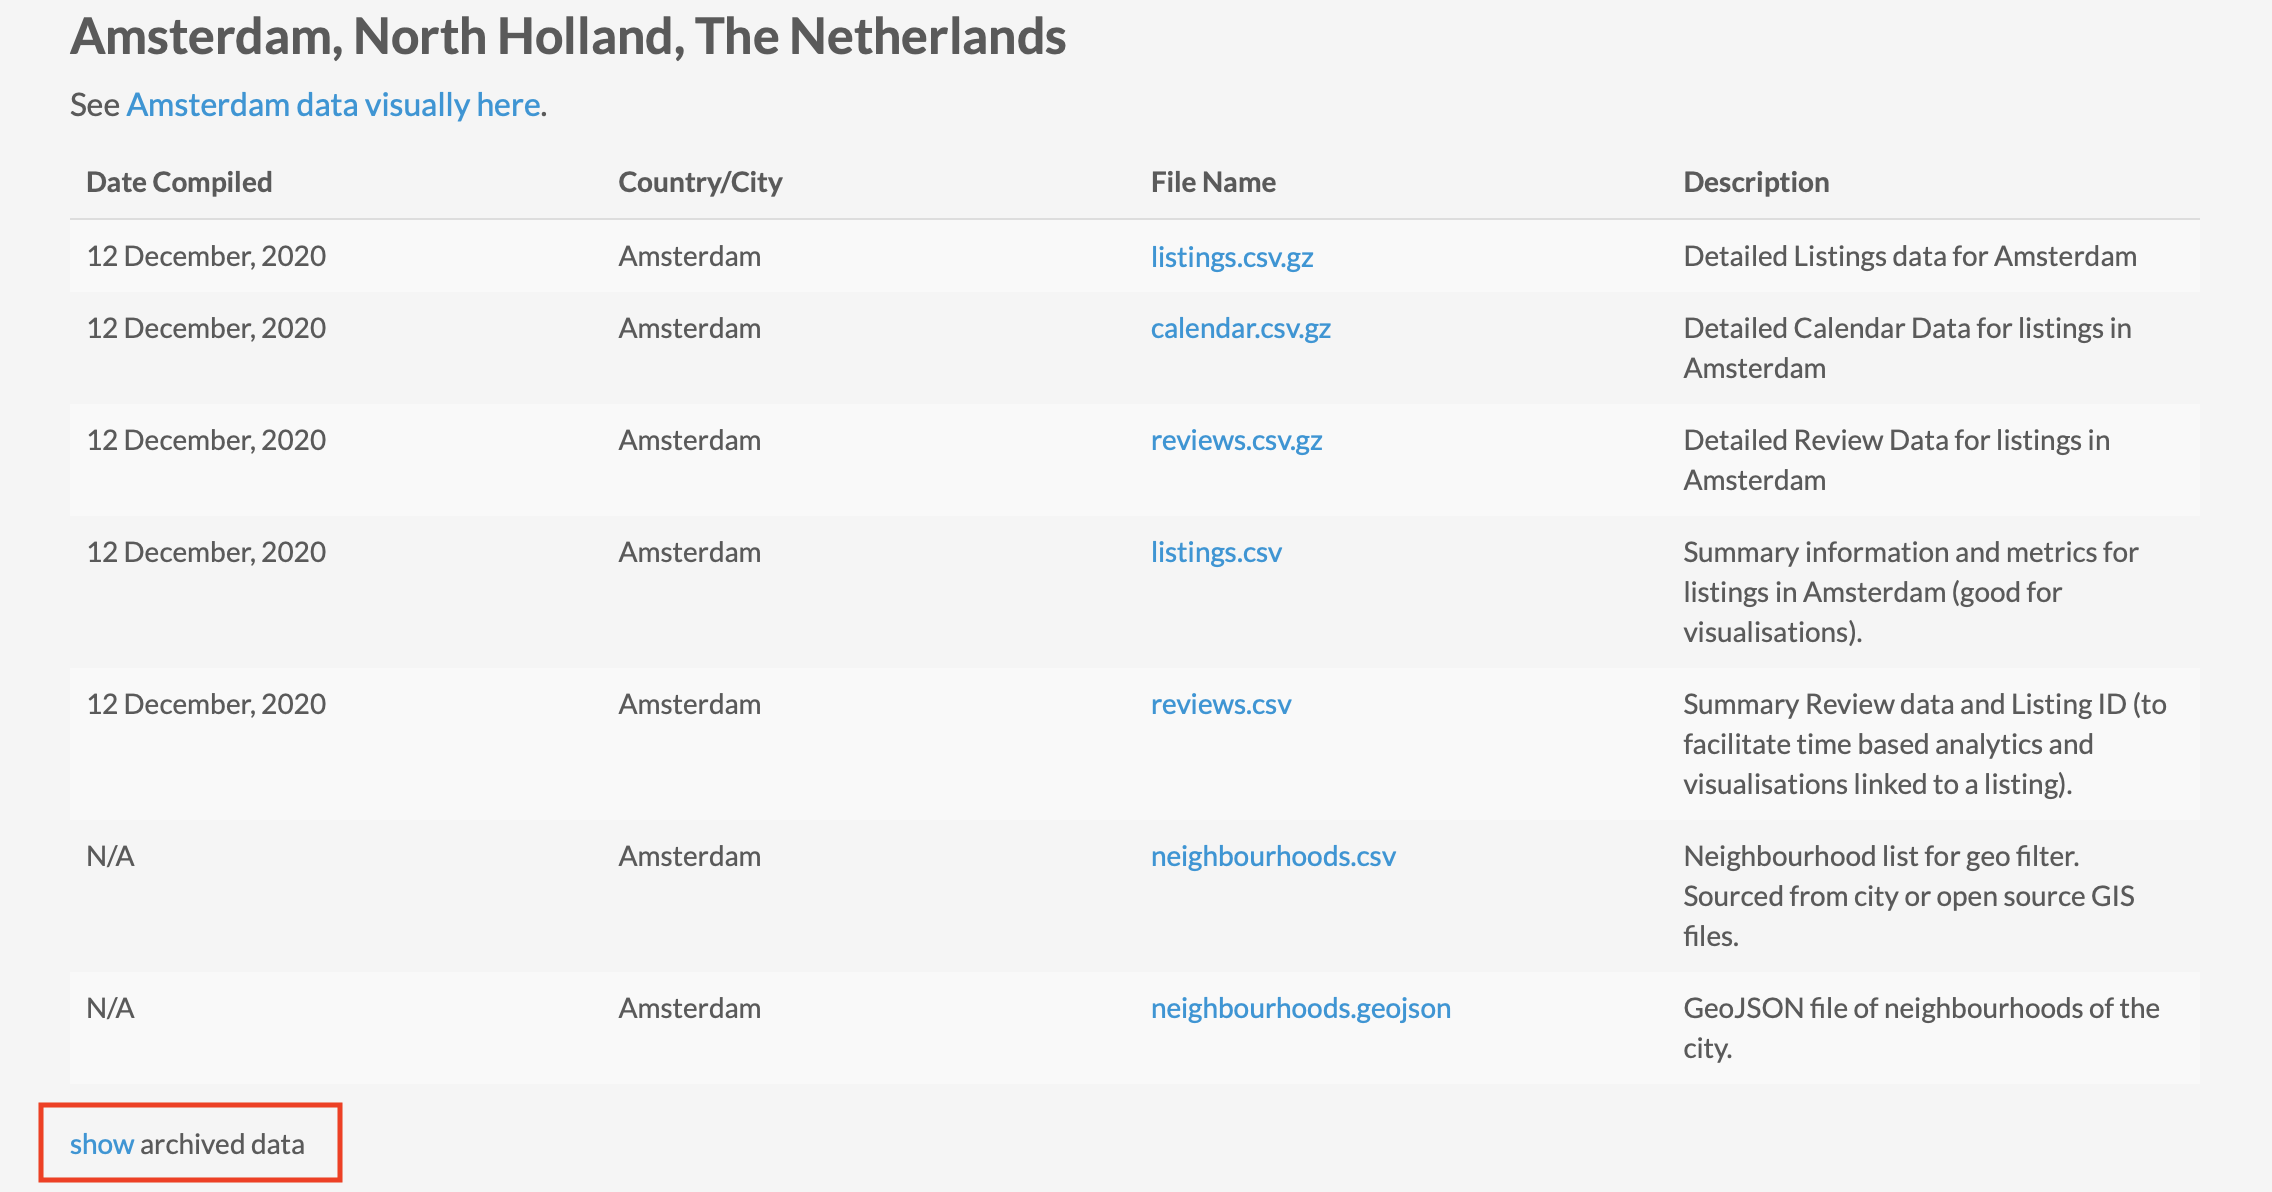 Amsterdam, North Holland, The Netherlands
See Amsterdam data visually here.
Date Compiled Country/City File Name Description
12 December, 2020 Amsterdam listings.csv.gz Detailed Listings data for Amsterdam
12 December, 2020 Amsterdam calendar.csv.gz Detailed Calendar Data for listings in
Amsterdam
12 December, 2020 Amsterdam reviews.csv.gz Detailed Review Data for listings in
Amsterdam
12 December, 2020 Amsterdam listings.csv Summary information and metrics for
listings in Amsterdam (good for
visualisations).
12 December, 2020 Amsterdam reviews.csv Summary Review data and Listing ID (to
facilitate time based analytics and
visualisations linked to a listing).
N/A Amsterdam neighbourhoods.csv Neighbourhood list for geo filter.
Sourced from city or open source GIS
files.
N/A Amsterdam neighbourhoods.geojson GeoJSON file of neighbourhoods of the
city.
show archived data